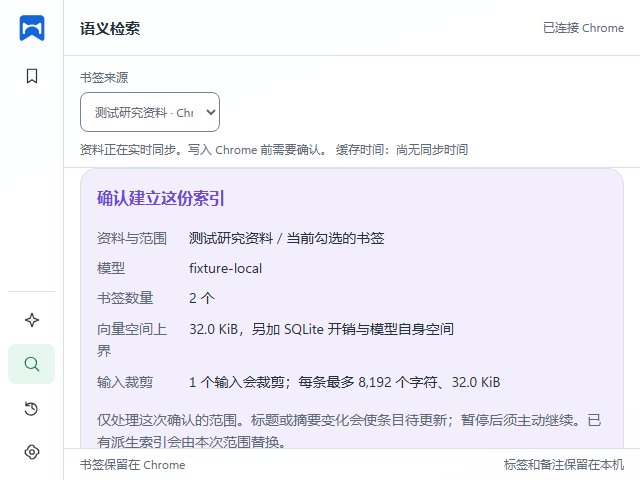 语义检索
已连接 Chrome
书签来源
测试研究资料 · Chr
资料正在实时同步。写入 Chrome 前需要确认。 缓存时间：尚无同步时间
确认建立这份索引
资料与范围 测试研究资料 / 当前勾选的书签
模型 fixture-local
书签数量 2 个
向量空间上界 32.0 KiB，另加 SQLite 开销与模型自身空间
输入裁剪 1 个输入会裁剪；每条最多 8,192 个字符、32.0 KiB
仅处理这次确认的范围。标题或摘要变化会使条目待更新；暂停后须主动继续。已
有派生索引会由本次范围替换。
书签保留在 Chrome
标签和备注保留在本机